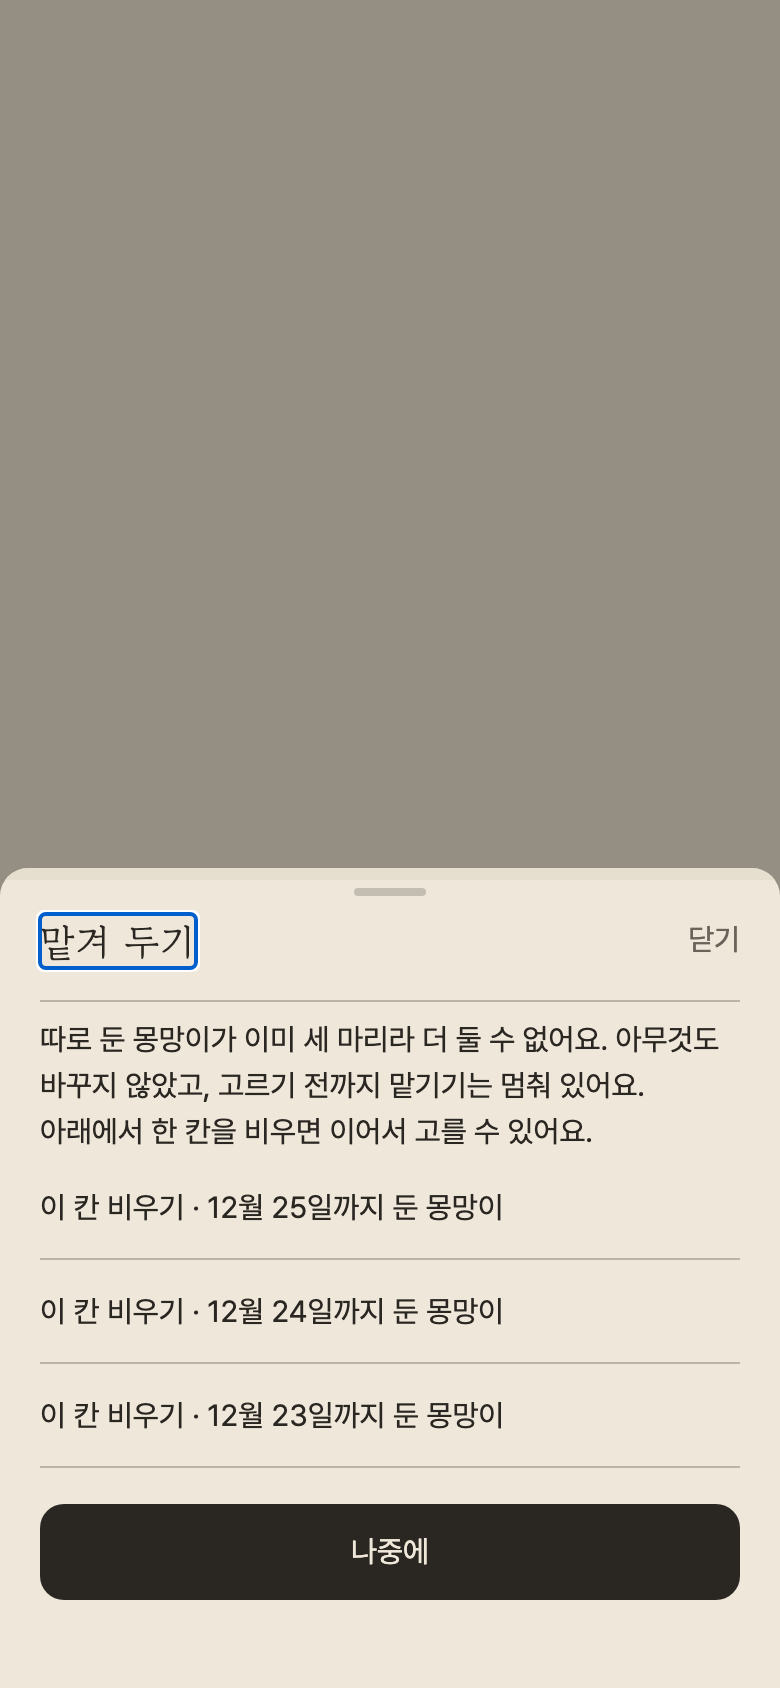 맡겨 두기
닫기
따로 둔 몽망이가 이미 세 마리라 더 둘 수 없어요. 아무것도
바꾸지 않았고, 고르기 전까지 맡기기는 멈춰 있어요.
아래에서 한 칸을 비우면 이어서 고를 수 있어요.
이 칸 비우기 · 12월 25일까지 둔 몽망이
이 칸 비우기 · 12월 24일까지 둔 몽망이
이 칸 비우기 · 12월 23일까지 둔 몽망이
나중에